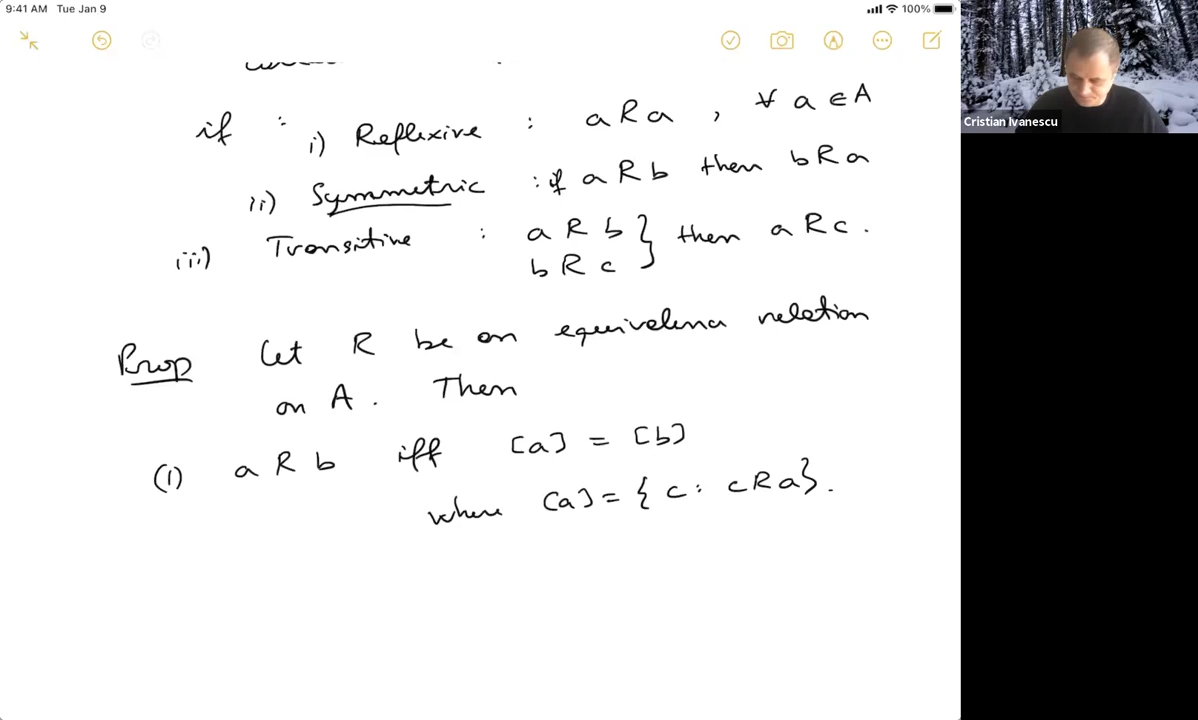 9:41 AM Tue Jan 9
100%
if : i) Reflexive : aRa , ∀ a ∈ A
ii) Symmetric : if aRb then bRa
iii) Transitive : aRb } then aRc.
bRc
Prop Let R be an equivalence relation
on A. Then
(1) aRb iff [a] = [b]
where [a] = { c : cRa}.
Cristian Ivanescu